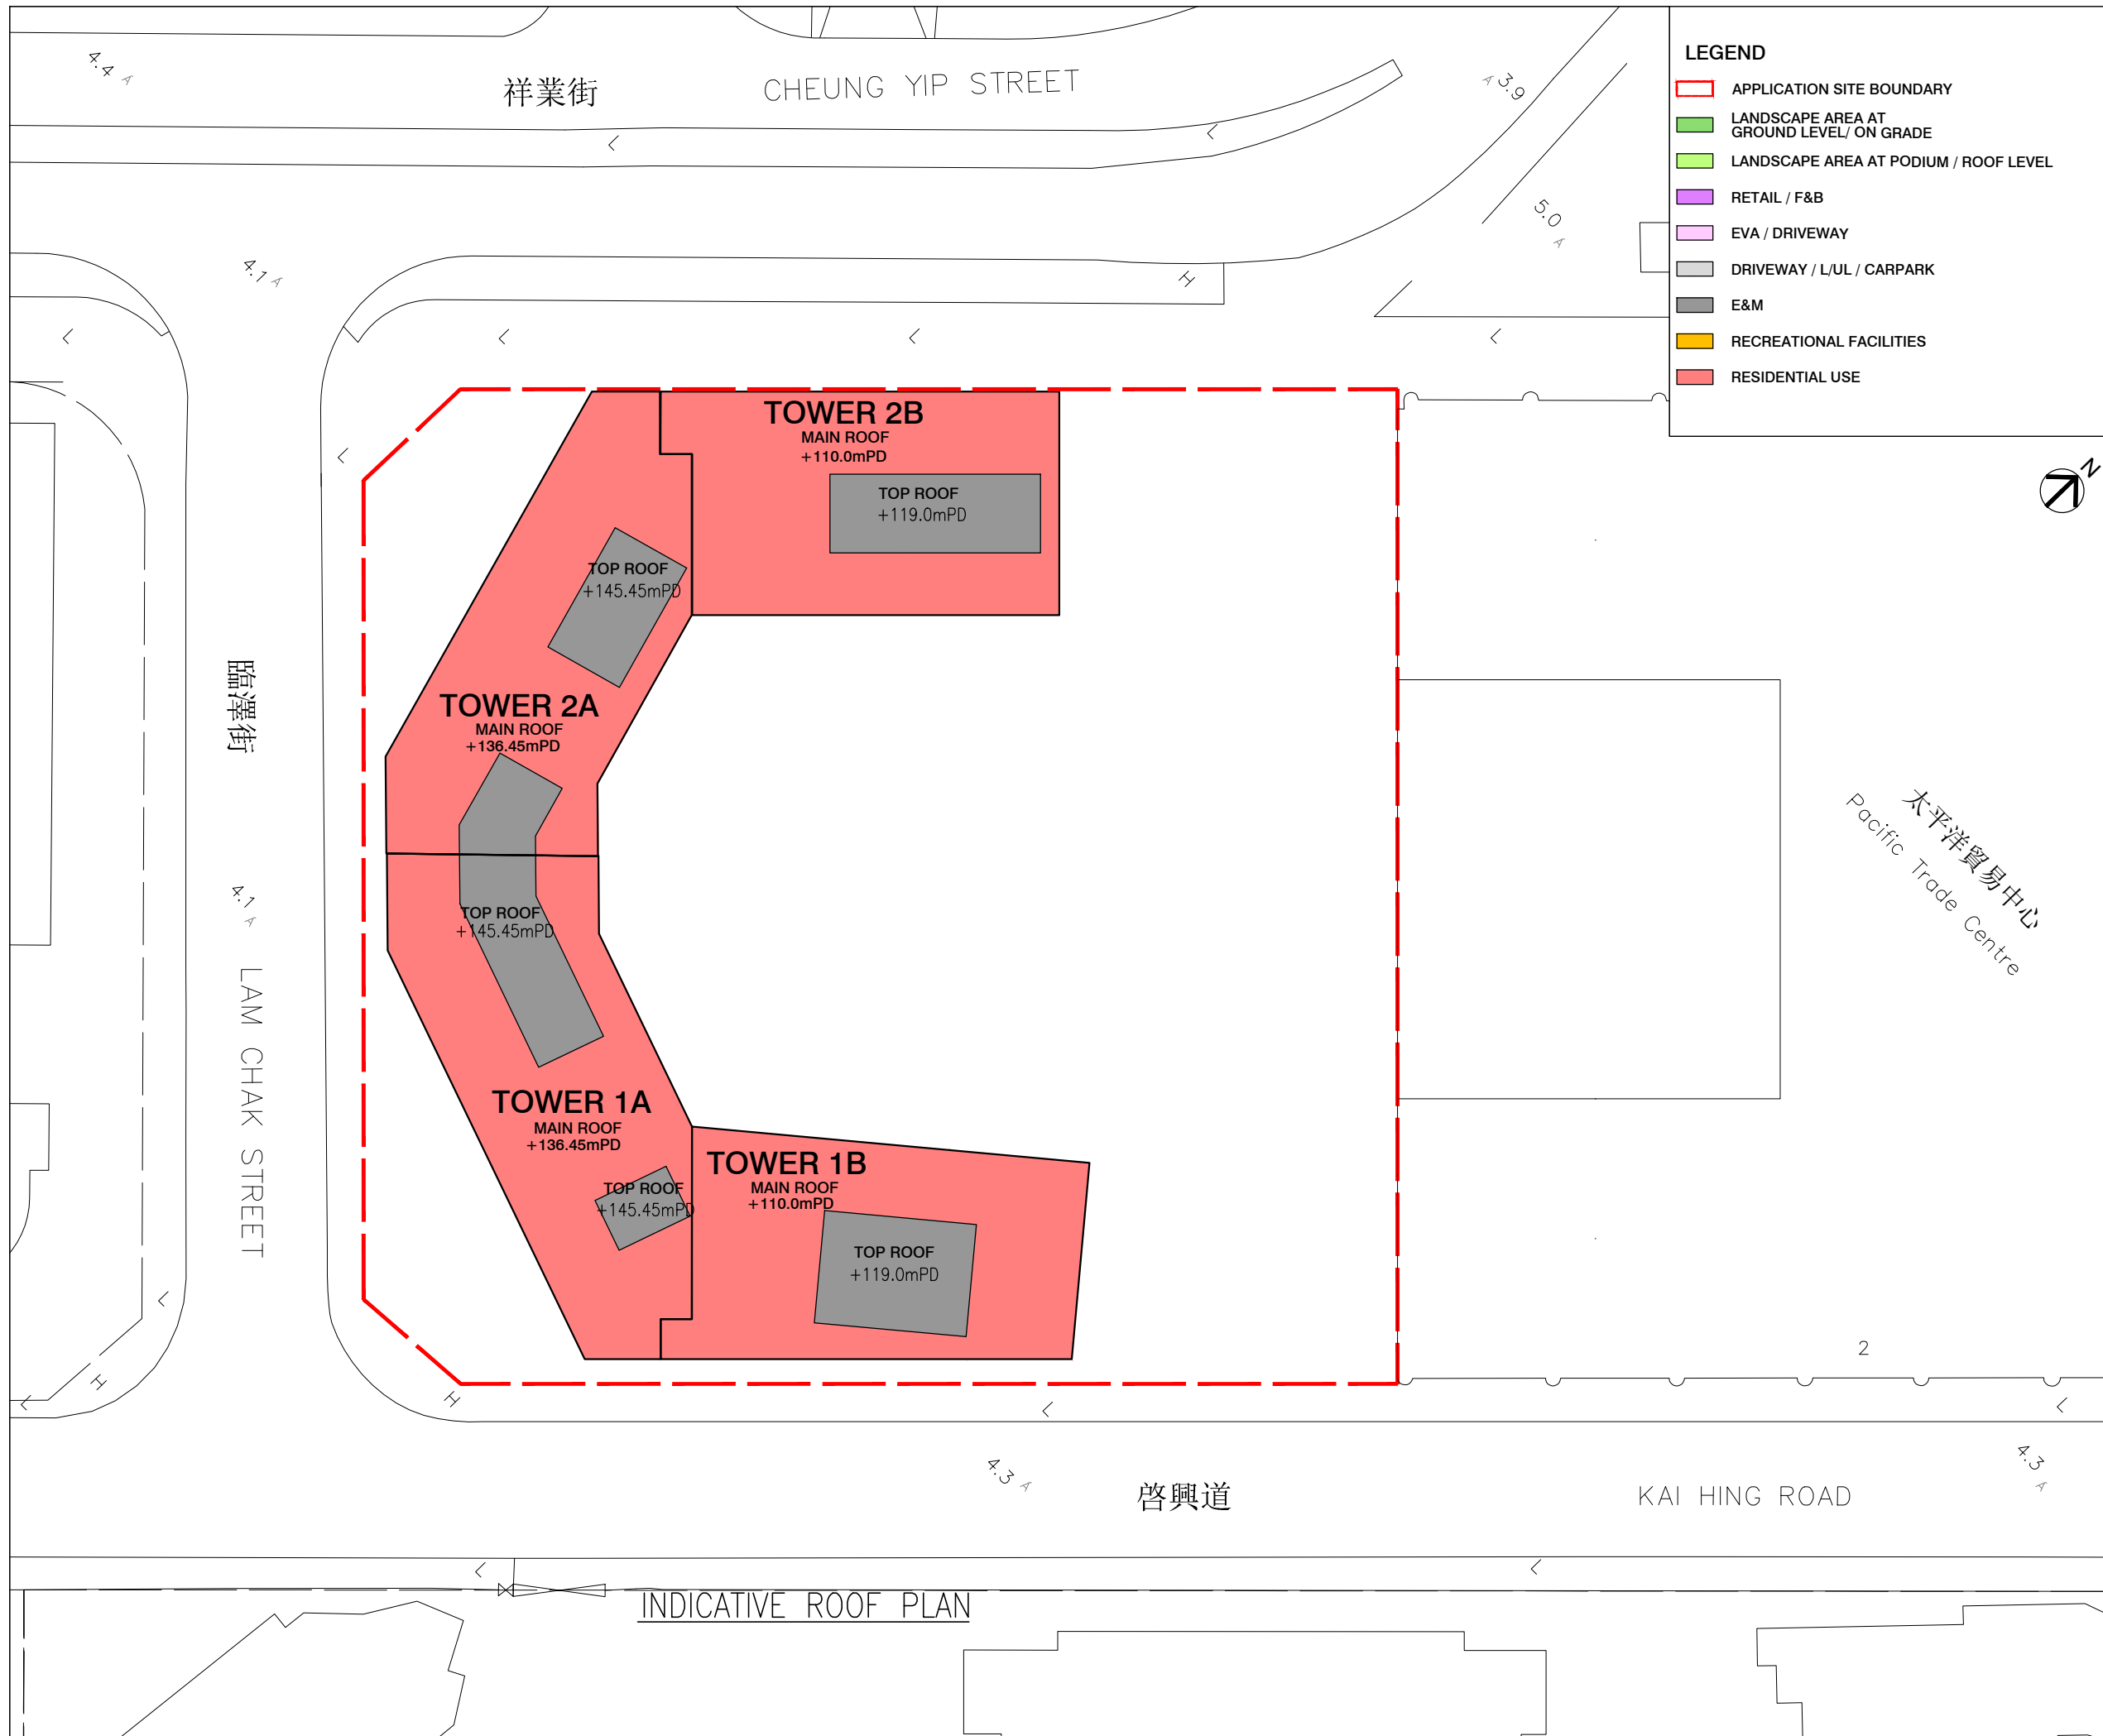 LEGEND
APPLICATION SITE BOUNDARY
LANDSCAPE AREA AT
GROUND LEVEL/ ON GRADE
LANDSCAPE AREA AT PODIUM / ROOF LEVEL
RETAIL / F&B
EVA / DRIVEWAY
DRIVEWAY / L/UL / CARPARK
E&M
RECREATIONAL FACILITIES
RESIDENTIAL USE
N
4.4
祥業街
CHEUNG YIP STREET
3.9
5.0
4.1
H
TOWER 2B
MAIN ROOF
+110.0mPD
TOP ROOF
+119.0mPD
TOP ROOF
+145.45mPD
TOWER 2A
MAIN ROOF
+136.45mPD
臨澤街
4.1
LAM CHAK STREET
TOP ROOF
+145.45mPD
太平洋貿易中心
Pacific Trade Centre
TOWER 1A
MAIN ROOF
+136.45mPD
TOP ROOF
+145.45mPD
TOWER 1B
MAIN ROOF
+110.0mPD
TOP ROOF
+119.0mPD
2
H
H
4.3
啓興道
KAI HING ROAD
4.3
INDICATIVE ROOF PLAN